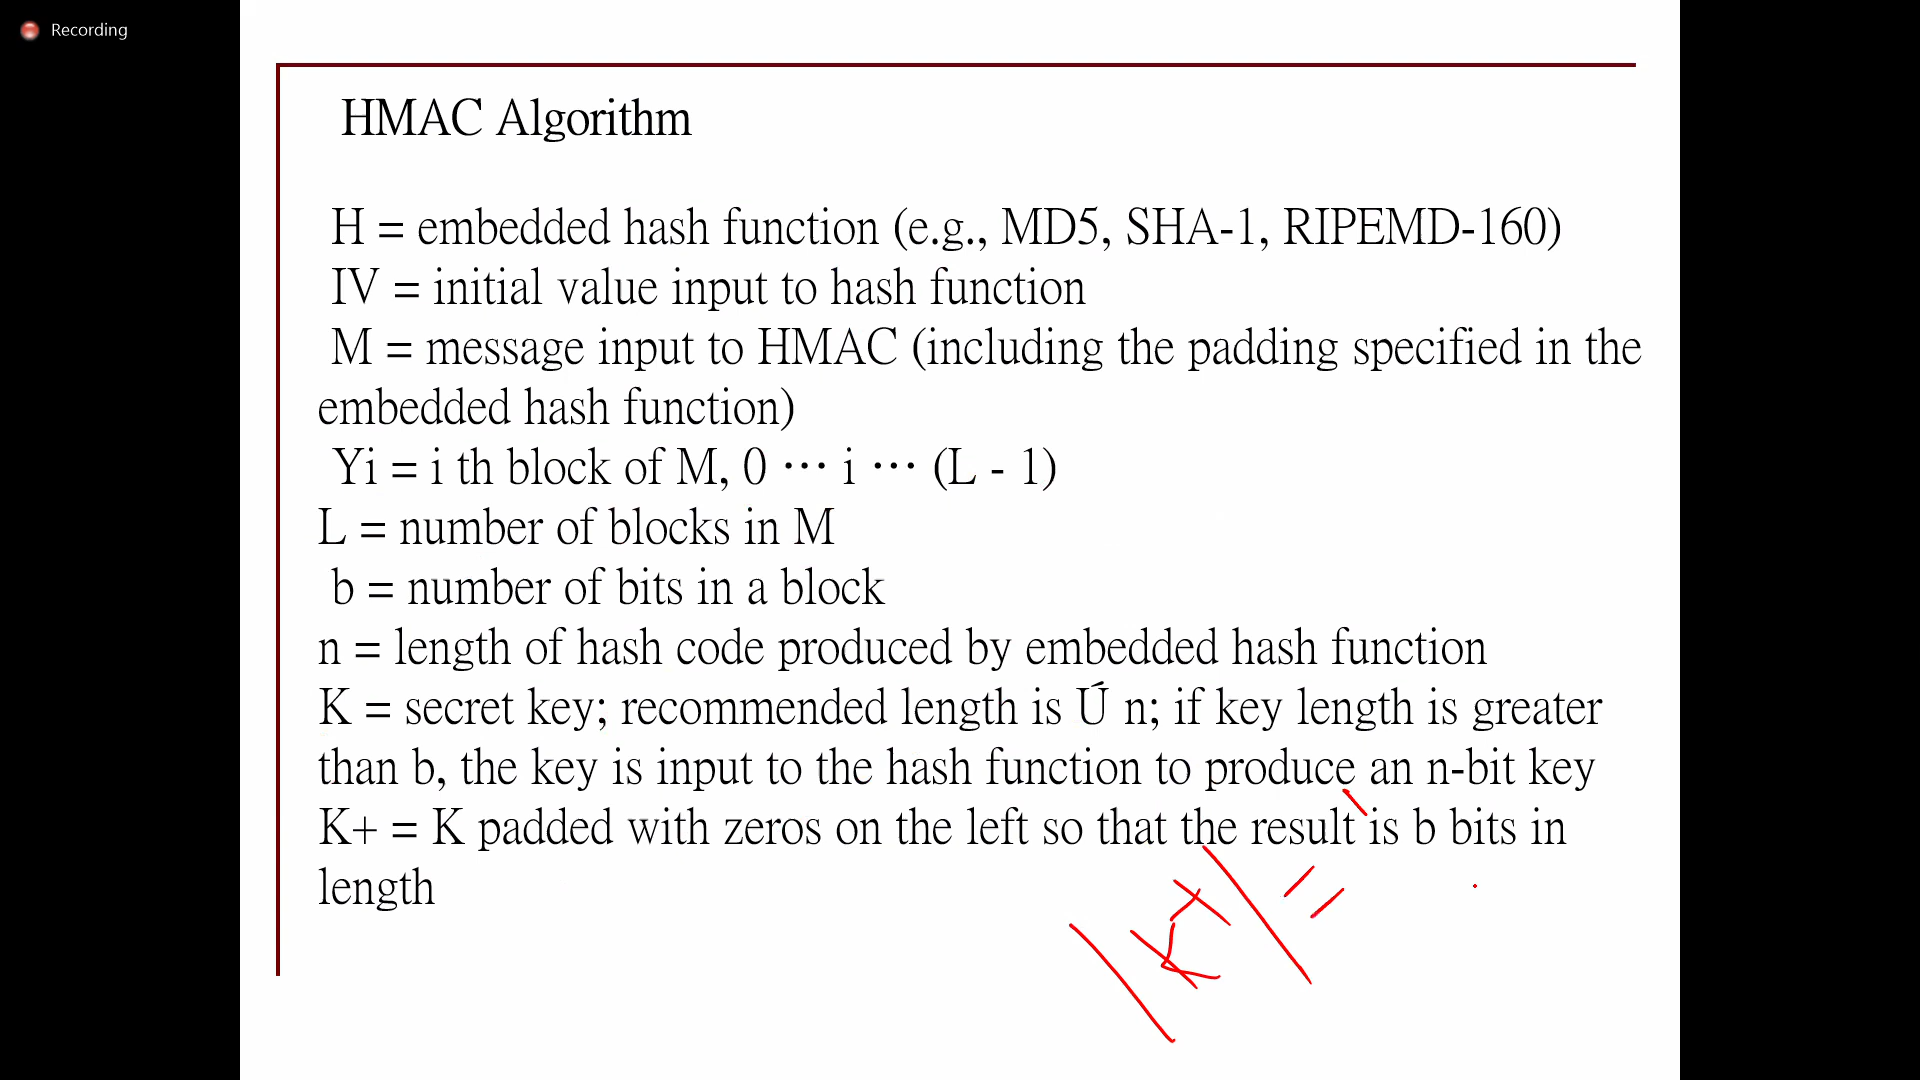 Recording
HMAC Algorithm
H = embedded hash function (e.g., MD5, SHA-1, RIPEMD-160)
IV = initial value input to hash function
M = message input to HMAC (including the padding specified in the
embedded hash function)
Yi = i th block of M, 0 ⋯ i ⋯ (L - 1)
L = number of blocks in M
b = number of bits in a block
n = length of hash code produced by embedded hash function
K = secret key; recommended length is Ú n; if key length is greater
than b, the key is input to the hash function to produce an n-bit key
K+ = K padded with zeros on the left so that the result is b bits in
length
|K+| =